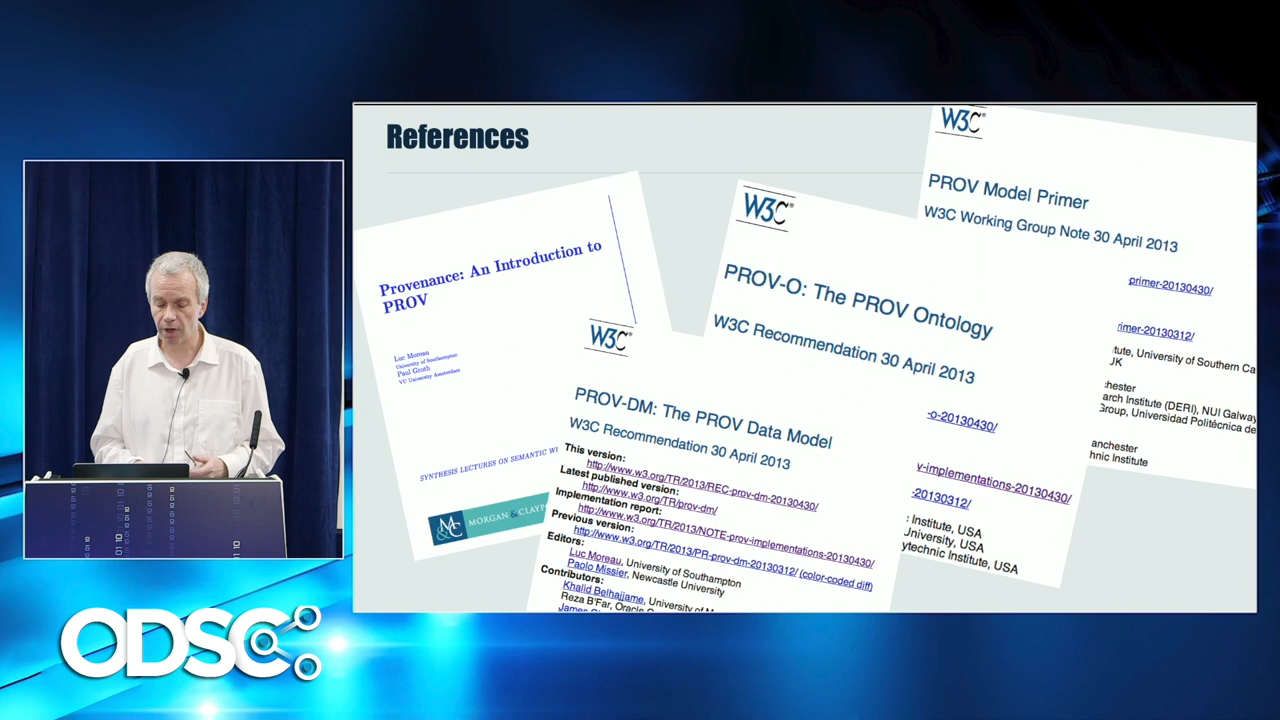 References
Provenance: An Introduction to
PROV
Luc Moreau
University of Southampton
Paul Groth
VU University Amsterdam
SYNTHESIS LECTURES ON SEMANTIC
M&C
MORGAN & CLAYP
W3C®
PROV-DM: The PROV Data Model
W3C Recommendation 30 April 2013
This version:
http://www.w3.org/TR/2013/REC-prov-dm-20130430/
Latest published version:
http://www.w3.org/TR/prov-dm/
Implementation report:
http://www.w3.org/TR/2013/NOTE-prov-implementations-20130430/
Previous version:
http://www.w3.org/TR/2013/PR-prov-dm-20130312/ (color-coded diff)
Editors:
Luc Moreau, University of Southampton
Paolo Missier, Newcastle University
Contributors:
Khalid Belhajjame, University of
Reza B'Far, Oracle
James
W3C®
PROV-O: The PROV Ontology
W3C Recommendation 30 April 2013
-o-20130430/
v-implementations-20130430/
-20130312/
: Institute, USA
University, USA
ytechnic Institute, USA
W3C®
PROV Model Primer
W3C Working Group Note 30 April 2013
primer-20130430/
rimer-20130312/
tute, University of Southern Ca
UK
chester
arch Institute (DERI), NUI Galway
Group, Universidad Politécnica de
anchester
hnic Institute
ODSC